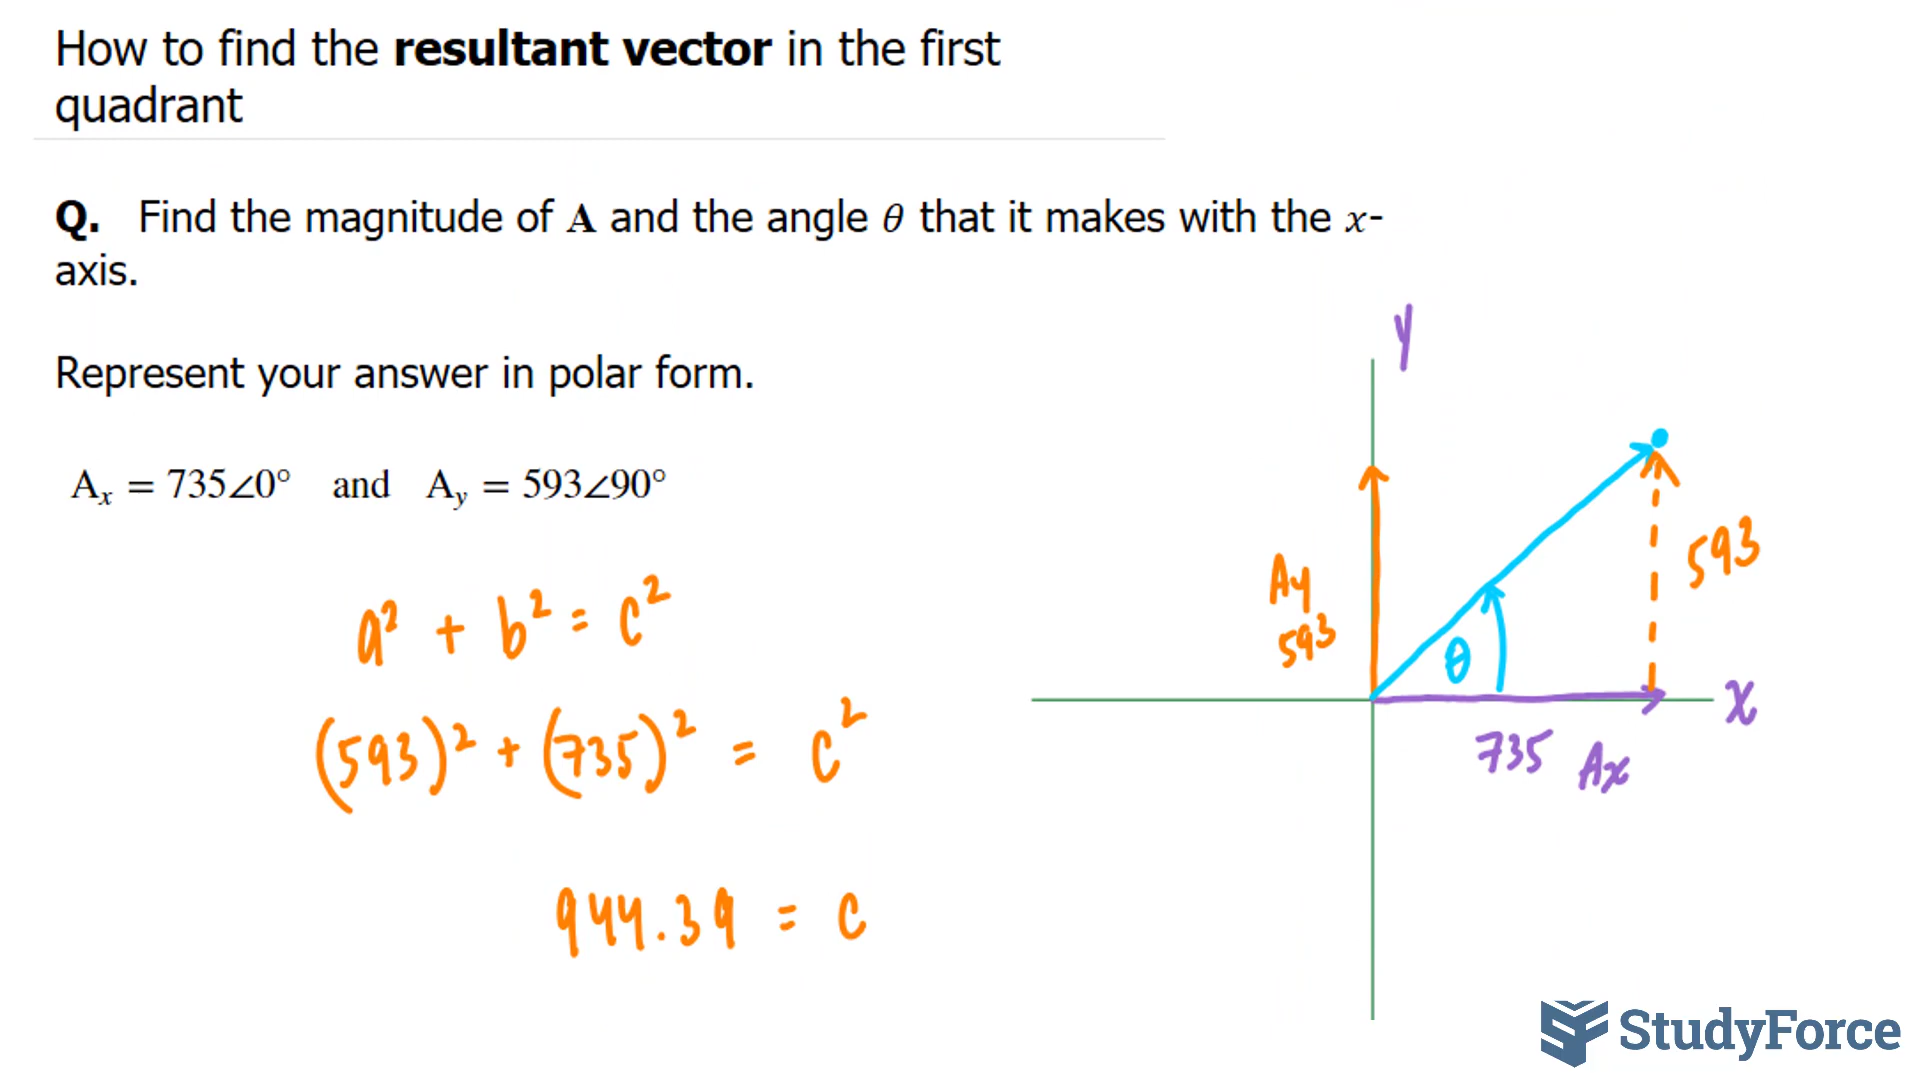 How to find the resultant vector in the first
quadrant
Q. Find the magnitude of A and the angle θ that it makes with the x-
axis.
Represent your answer in polar form.
Aₓ = 735∠0° and Aᵧ = 593∠90°
a² + b² = c²
(593)² + (735)² = c²
944.39 = c
y
Ay
593
θ
593
x
735 Ax
StudyForce